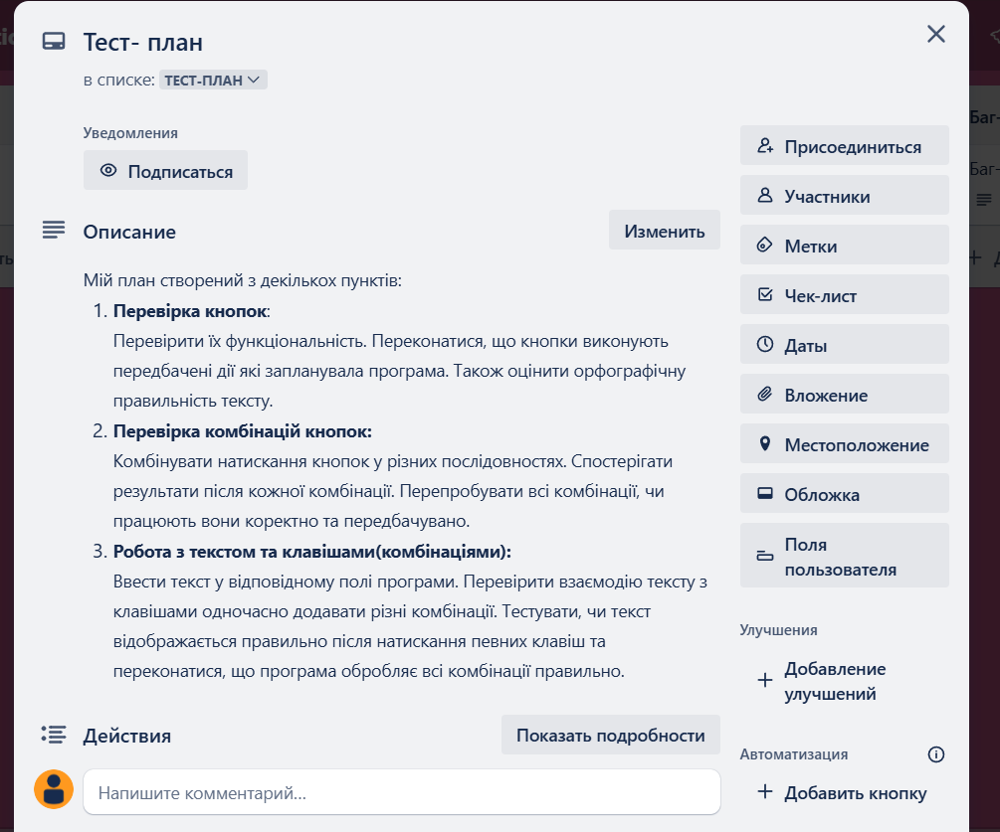 Тест- план
в списке: ТЕСТ-ПЛАН
Уведомления
Подписаться
Описание
Изменить
Мій план створений з декількох пунктів:
1. Перевірка кнопок:
Перевірити їх функціональність. Переконатися, що кнопки виконують
передбачені дії які запланувала програма. Також оцінити орфографічну
правильність тексту.
2. Перевірка комбінацій кнопок:
Комбінувати натискання кнопок у різних послідовностях. Спостерігати
результати після кожної комбінації. Перепробувати всі комбінації, чи
працюють вони коректно та передбачувано.
3. Робота з текстом та клавішами(комбінаціями):
Ввести текст у відповідному полі програми. Перевірити взаємодію тексту з
клавішами одночасно додавати різні комбінації. Тестувати, чи текст
відображається правильно після натискання певних клавіш та
переконатися, що програма обробляє всі комбінації правильно.
Действия
Показать подробности
Напишите комментарий...
Присоединиться
Участники
Метки
Чек-лист
Даты
Вложение
Местоположение
Обложка
Поля
пользователя
Улучшения
Добавление
улучшений
Автоматизация
Добавить кнопку
Баг-
Баг-